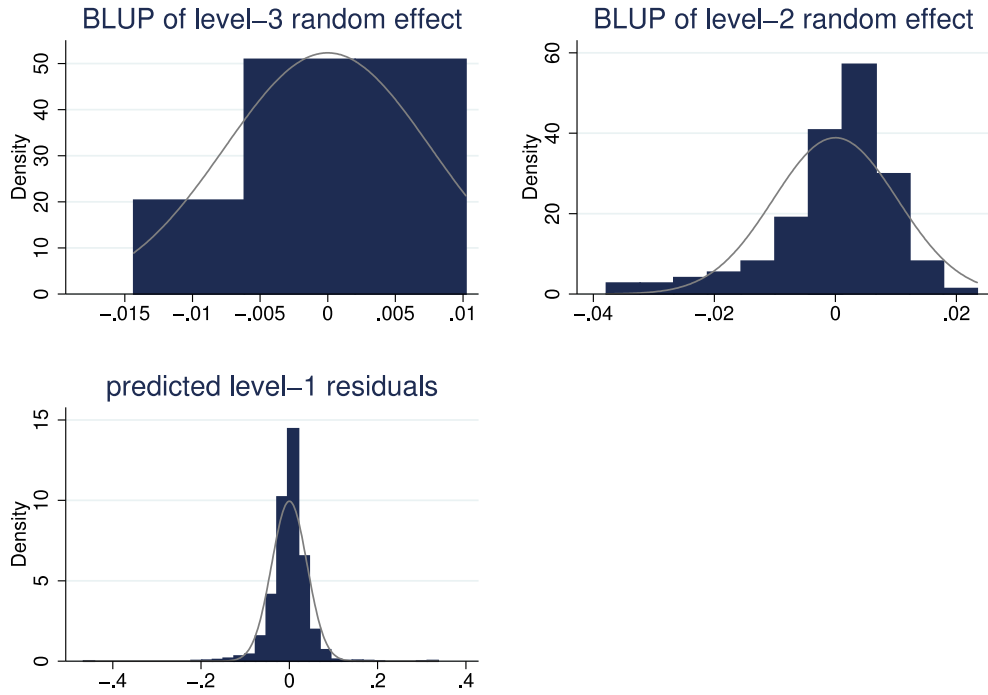 BLUP of level−3 random effect
Density
0 10 20 30 40 50
−.015 −.01 −.005 0 .005 .01
BLUP of level−2 random effect
Density
0 20 40 60
−.04 −.02 0 .02
predicted level−1 residuals
Density
0 5 10 15
−.4 −.2 0 .2 .4